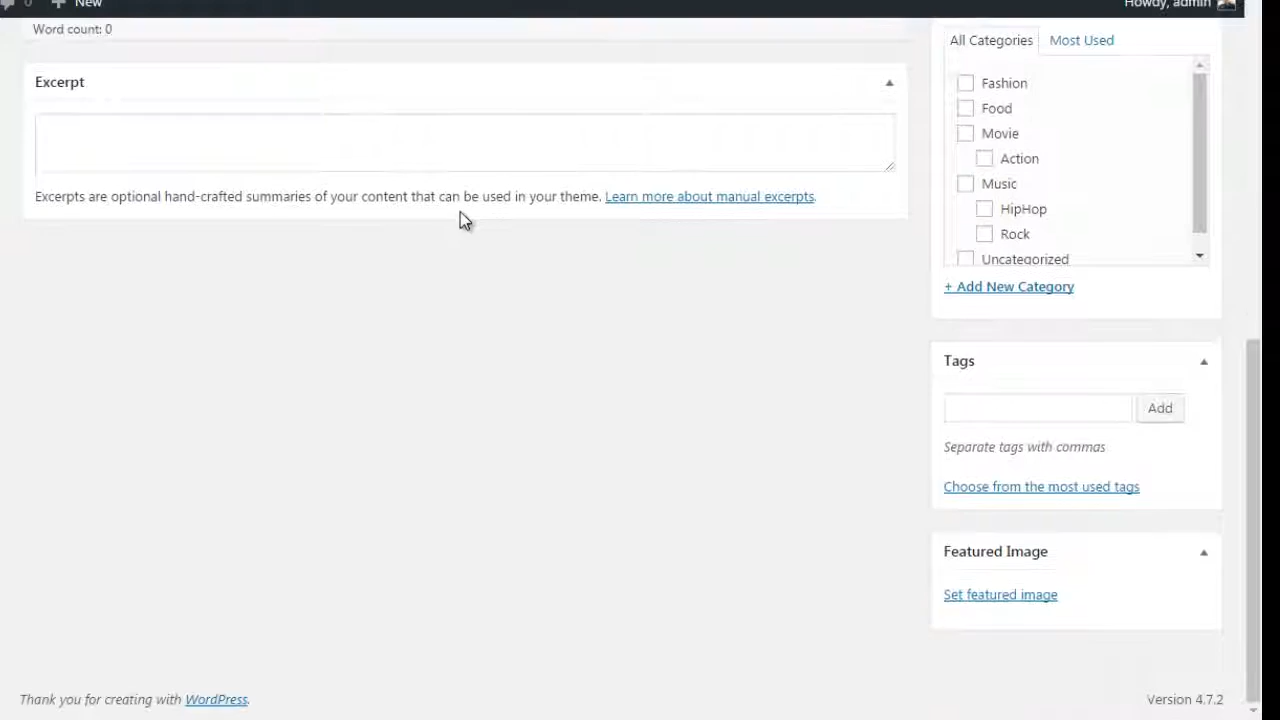 0 New Howdy, admin
Word count: 0
Excerpt
Excerpts are optional hand-crafted summaries of your content that can be used in your theme. Learn more about manual excerpts.
All Categories Most Used
Fashion
Food
Movie
Action
Music
HipHop
Rock
Uncategorized
+ Add New Category
Tags
Add
Separate tags with commas
Choose from the most used tags
Featured Image
Set featured image
Thank you for creating with WordPress.
Version 4.7.2